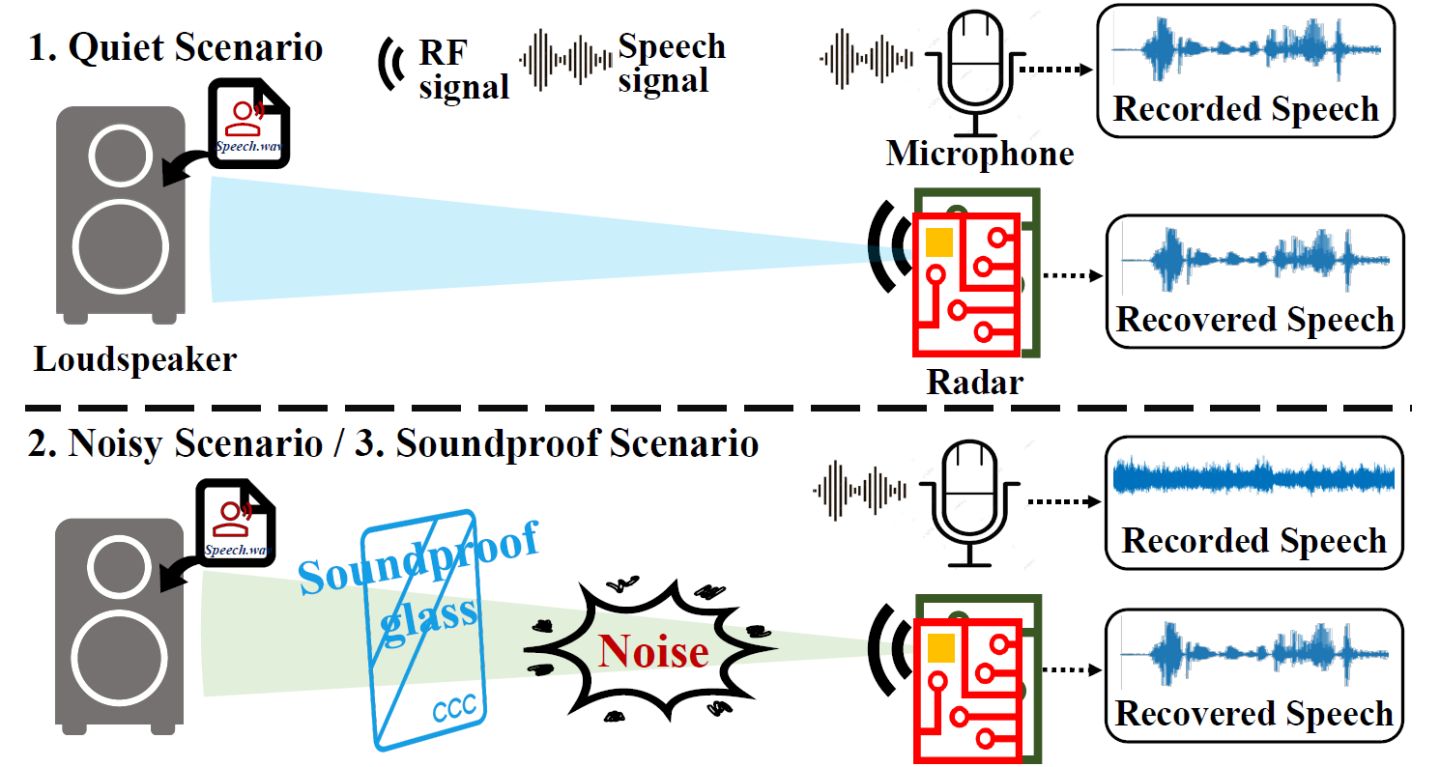 1. Quiet Scenario
RF
signal
Speech
signal
Speech.wav
Loudspeaker
Microphone
Recorded Speech
Radar
Recovered Speech
2. Noisy Scenario / 3. Soundproof Scenario
Speech.wav
Soundproof
glass
CCC
Noise
Recorded Speech
Recovered Speech